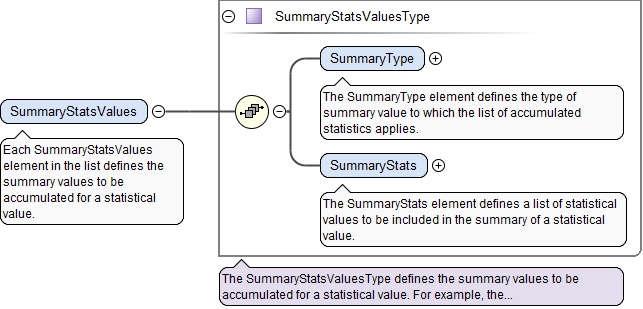 SummaryStatsValuesType
SummaryType
The SummaryType element defines the type of
summary value to which the list of accumulated
statistics applies.
SummaryStatsValues
Each SummaryStatsValues
element in the list defines the
summary values to be
accumulated for a statistical
value.
SummaryStats
The SummaryStats element defines a list of statistical
values to be included in the summary of a statistical
value.
The SummaryStatsValuesType defines the summary values to be
accumulated for a statistical value. For example, the...